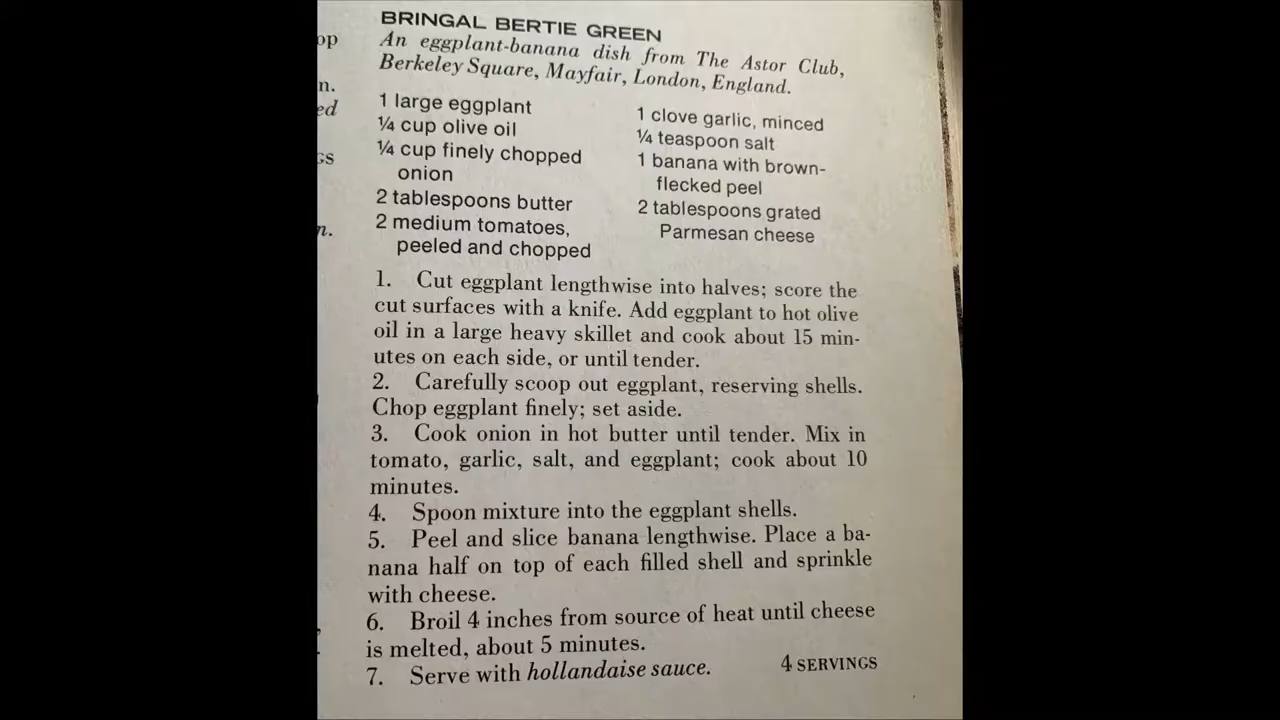 BRINGAL BERTIE GREEN
An eggplant-banana dish from The Astor Club,
Berkeley Square, Mayfair, London, England.
1 large eggplant
¼ cup olive oil
¼ cup finely chopped
onion
2 tablespoons butter
2 medium tomatoes,
peeled and chopped
1 clove garlic, minced
¼ teaspoon salt
1 banana with brown-
flecked peel
2 tablespoons grated
Parmesan cheese
1. Cut eggplant lengthwise into halves; score the
cut surfaces with a knife. Add eggplant to hot olive
oil in a large heavy skillet and cook about 15 min-
utes on each side, or until tender.
2. Carefully scoop out eggplant, reserving shells.
Chop eggplant finely; set aside.
3. Cook onion in hot butter until tender. Mix in
tomato, garlic, salt, and eggplant; cook about 10
minutes.
4. Spoon mixture into the eggplant shells.
5. Peel and slice banana lengthwise. Place a ba-
nana half on top of each filled shell and sprinkle
with cheese.
6. Broil 4 inches from source of heat until cheese
is melted, about 5 minutes.
7. Serve with hollandaise sauce. 4 SERVINGS